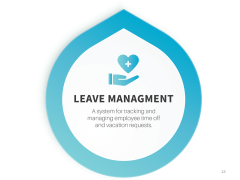 LEAVE MANAGMENT
A system for tracking and
managing employee time off
and vacation requests.